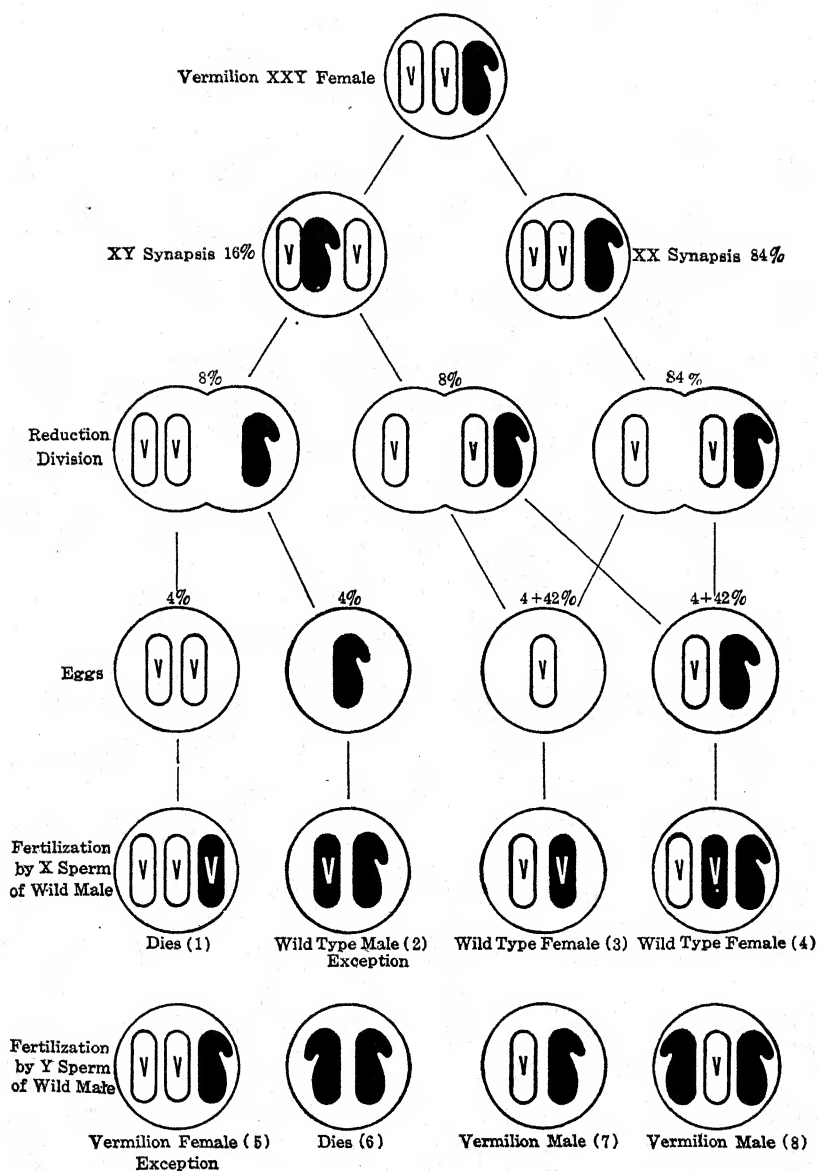 Vermilion XXY Female
V V
XY Synapsis 16%
V V
V V
XX Synapsis 84%
8%
8%
84%
Reduction
Division
V V
V V
V V
4%
4%
4+42%
4+42%
Eggs
V V
V
V
Fertilization
by X Sperm
of Wild Male
V V V
V
V V
V V
Dies (1)
Wild Type Male (2)
Exception
Wild Type Female (3)
Wild Type Female (4)
Fertilization
by Y Sperm
of Wild Male
V V
V
V
Vermilion Female (5)
Exception
Dies (6)
Vermilion Male (7)
Vermilion Male (8)